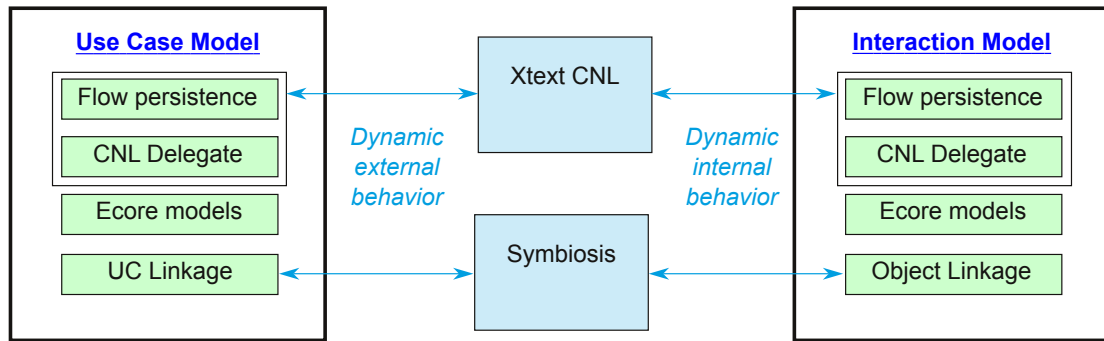 Use Case Model
Flow persistence
CNL Delegate
Ecore models
UC Linkage
Xtext CNL
Dynamic
external
behavior
Dynamic
internal
behavior
Symbiosis
Interaction Model
Flow persistence
CNL Delegate
Ecore models
Object Linkage